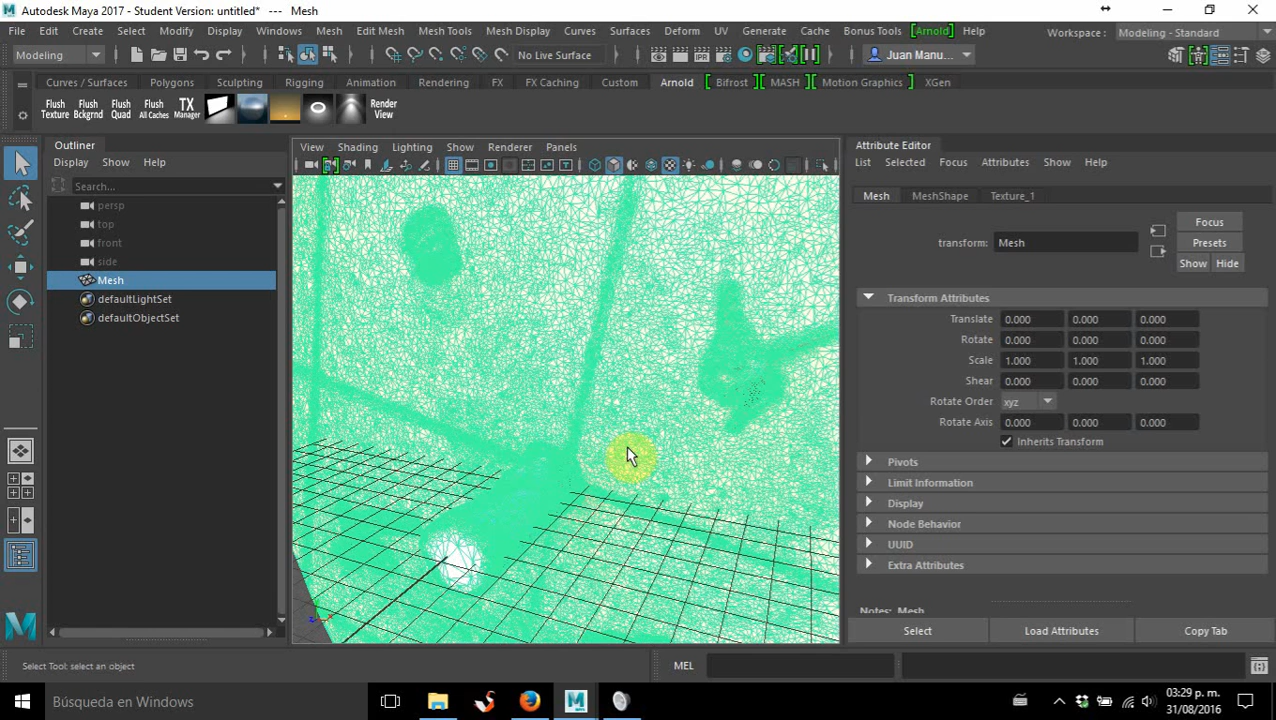 Autodesk Maya 2017 - Student Version: untitled*   ---   Mesh
File Edit Create Select Modify Display Windows Mesh Edit Mesh Mesh Tools Mesh Display Curves Surfaces Deform UV Generate Cache Bonus Tools [Arnold] Help Workspace : Modeling - Standard
Modeling No Live Surface IPR Juan Manu...
Curves / Surfaces Polygons Sculpting Rigging Animation Rendering FX FX Caching Custom Arnold Bifrost MASH Motion Graphics XGen
Flush Texture Flush Bckgrnd Flush Quad Flush All Caches TX Manager Render View
Outliner
Display Show Help
Search...
persp
top
front
side
Mesh
defaultLightSet
defaultObjectSet
View Shading Lighting Show Renderer Panels
Attribute Editor
List Selected Focus Attributes Show Help
Mesh MeshShape Texture_1
transform: Mesh
Focus
Presets
Show Hide
Transform Attributes
Translate 0.000 0.000 0.000
Rotate 0.000 0.000 0.000
Scale 1.000 1.000 1.000
Shear 0.000 0.000 0.000
Rotate Order xyz
Rotate Axis 0.000 0.000 0.000
Inherits Transform
Pivots
Limit Information
Display
Node Behavior
UUID
Extra Attributes
Notes: Mesh
Select Load Attributes Copy Tab
Select Tool: select an object
MEL
Búsqueda en Windows
03:29 p. m.
31/08/2016